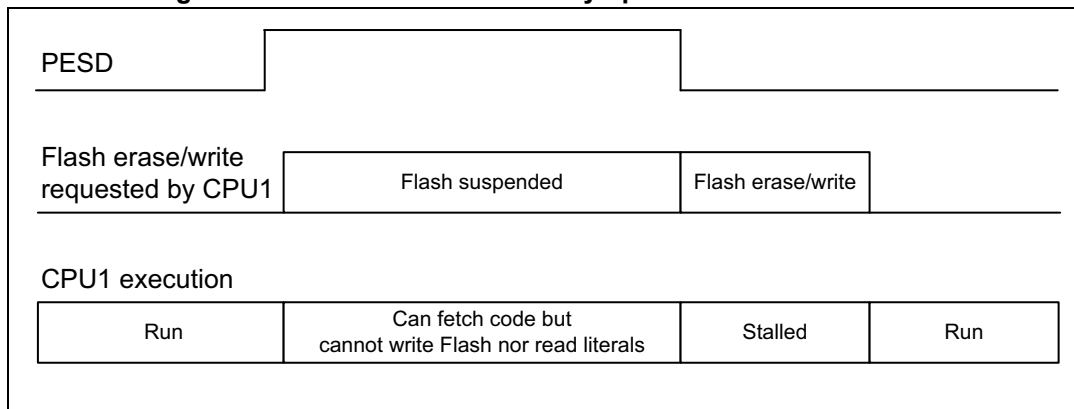 PESD
Flash erase/write
requested by CPU1
Flash suspended
Flash erase/write
CPU1 execution
Run
Can fetch code but
cannot write Flash nor read literals
Stalled
Run